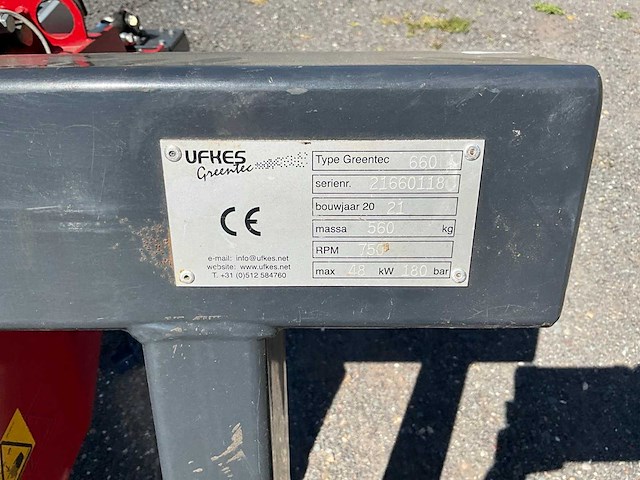 UFKES
Greentec
CE
e-mail: info@ufkes.net
website: www.ufkes.net
T. +31 (0)512 584760
Type Greentec 660
serienr. 216601180
bouwjaar 20 21
massa 560 kg
RPM 750
max 48 kW 180 bar